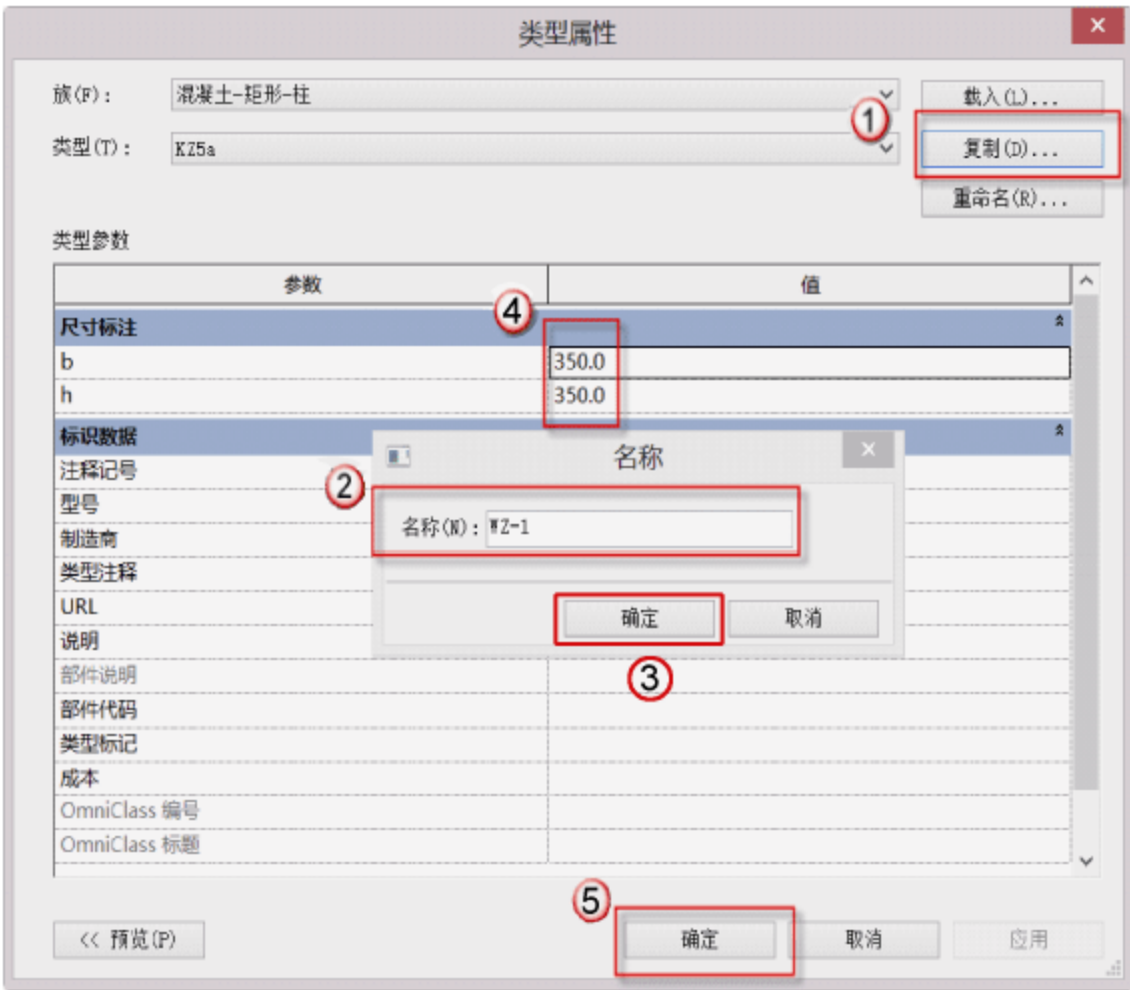 类型属性
族(F): 混凝土-矩形-柱 载入(L)...
①
类型(T): KZ5a 复制(D)...
重命名(R)...
类型参数
参数 值
④
尺寸标注
b 350.0
h 350.0
标识数据
名称
注释记号
②
型号
名称(N): WZ-1
制造商
类型注释
URL
确定 取消
说明
③
部件说明
部件代码
类型标记
成本
OmniClass 编号
OmniClass 标题
⑤
<< 预览(P) 确定 取消 应用